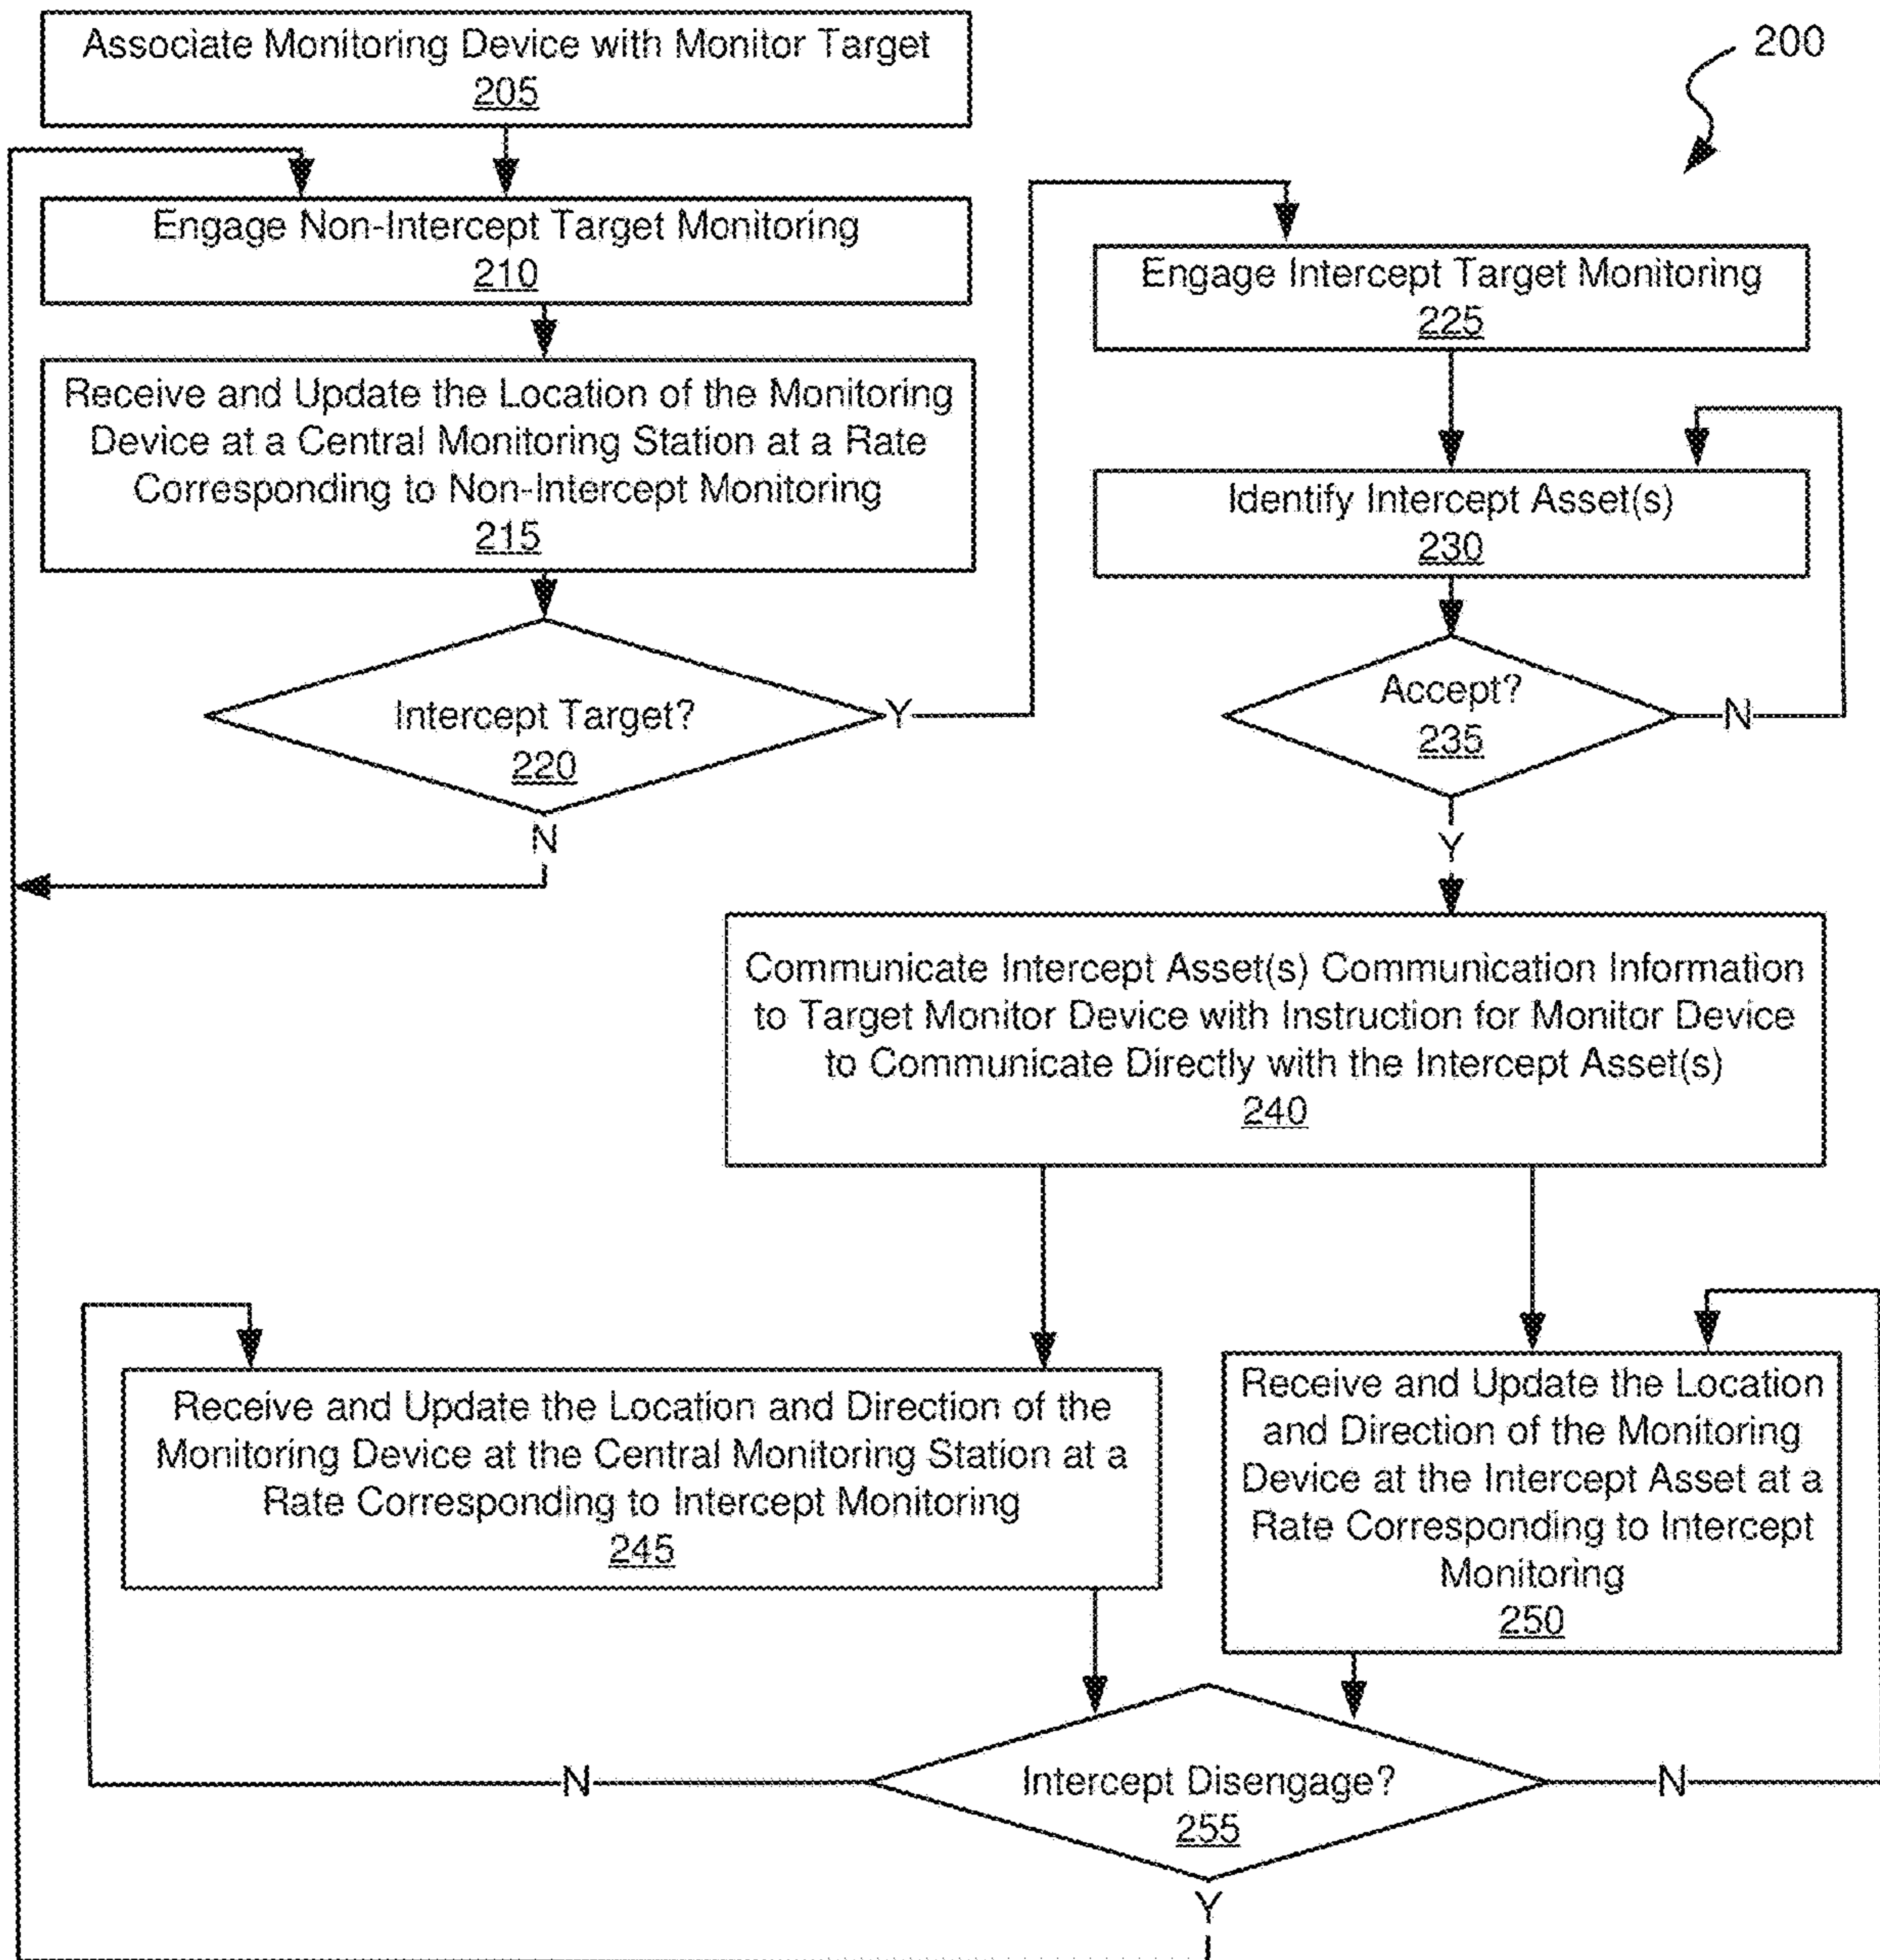 200
Associate Monitoring Device with Monitor Target
205
Engage Non-Intercept Target Monitoring
210
Receive and Update the Location of the Monitoring
Device at a Central Monitoring Station at a Rate
Corresponding to Non-Intercept Monitoring
215
Intercept Target?
220
Y
N
Engage Intercept Target Monitoring
225
Identify Intercept Asset(s)
230
Accept?
235
N
Y
Communicate Intercept Asset(s) Communication Information
to Target Monitor Device with Instruction for Monitor Device
to Communicate Directly with the Intercept Asset(s)
240
Receive and Update the Location and Direction of the
Monitoring Device at the Central Monitoring Station at a
Rate Corresponding to Intercept Monitoring
245
Receive and Update the Location
and Direction of the Monitoring
Device at the Intercept Asset at a
Rate Corresponding to Intercept
Monitoring
250
N
Intercept Disengage?
255
N
Y